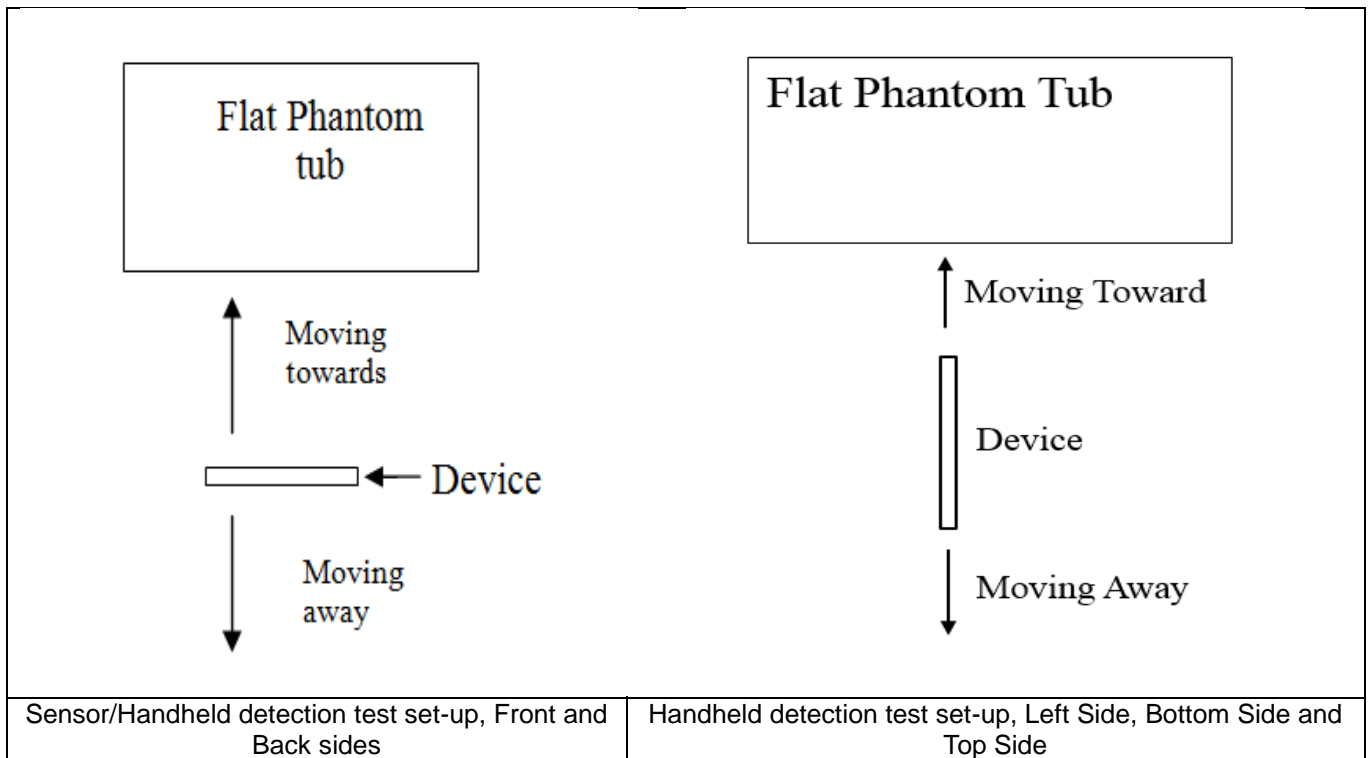 Flat Phantom
tub
Moving
towards
Device
Moving
away
Flat Phantom Tub
Moving Toward
Device
Moving Away
Sensor/Handheld detection test set-up, Front and
Back sides
Handheld detection test set-up, Left Side, Bottom Side and
Top Side